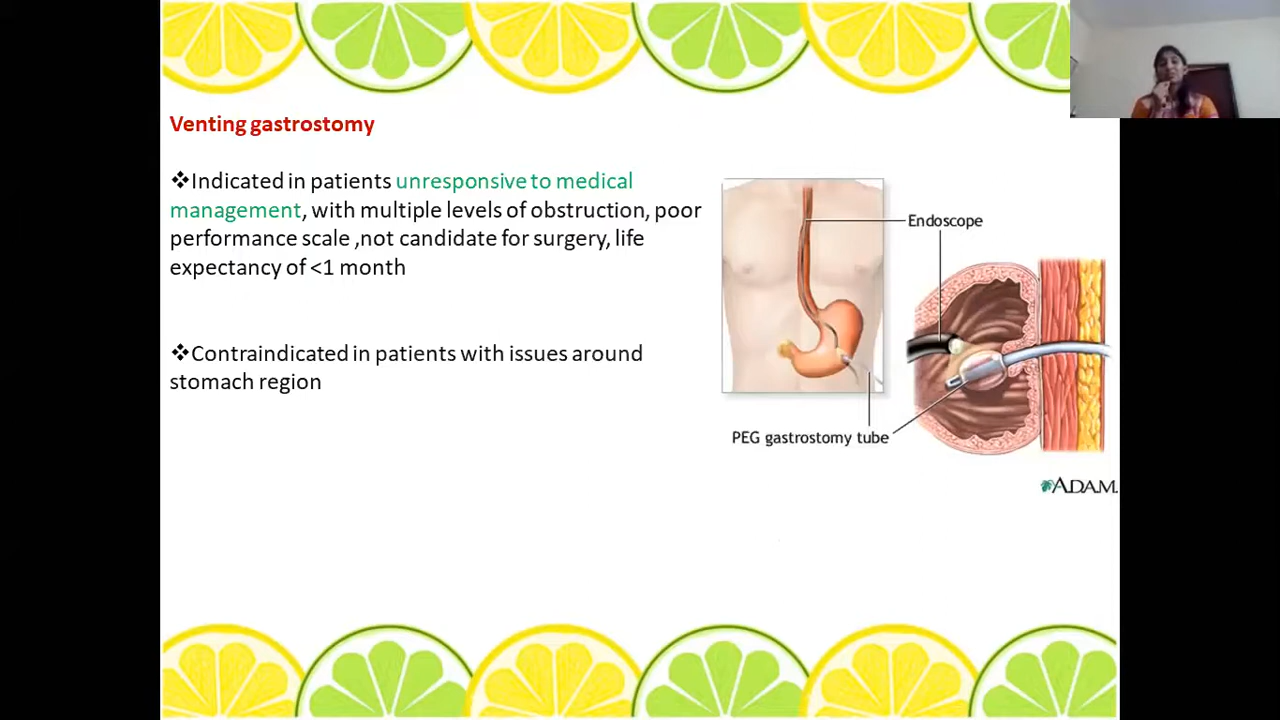 Venting gastrostomy
❖Indicated in patients unresponsive to medical
management, with multiple levels of obstruction, poor
performance scale ,not candidate for surgery, life
expectancy of <1 month
❖Contraindicated in patients with issues around
stomach region
Endoscope
PEG gastrostomy tube
ADAM.